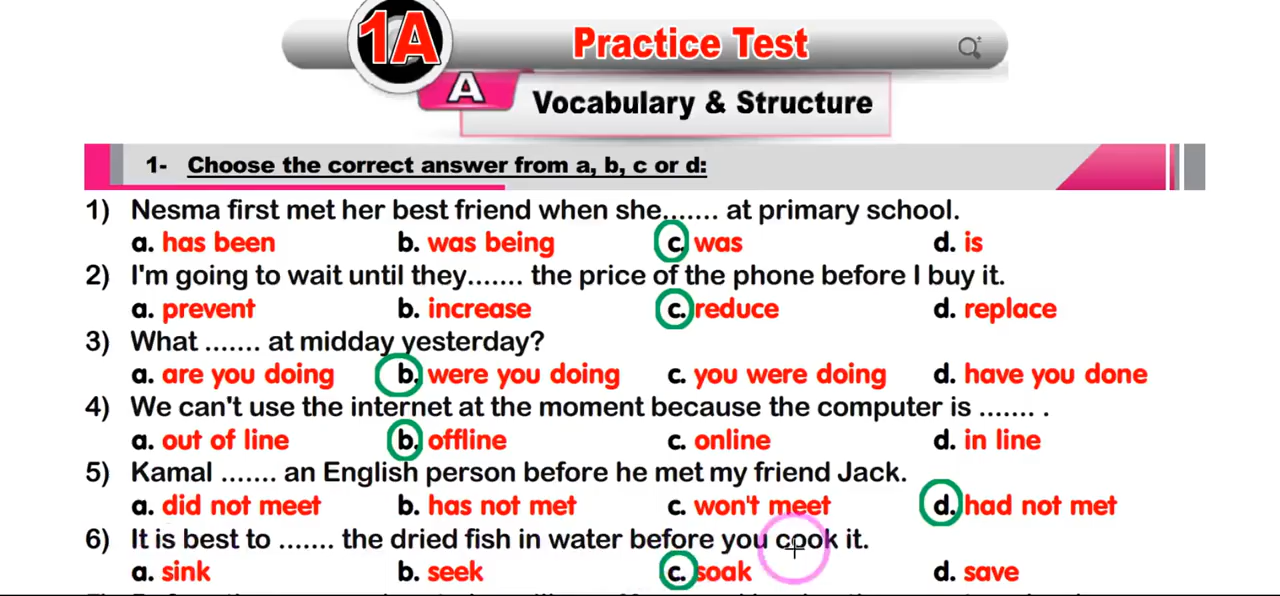 1A
Practice Test
A
Vocabulary & Structure
1- Choose the correct answer from a, b, c or d:
1) Nesma first met her best friend when she....... at primary school.
a. has been b. was being c. was d. is
2) I'm going to wait until they....... the price of the phone before I buy it.
a. prevent b. increase c. reduce d. replace
3) What ....... at midday yesterday?
a. are you doing b. were you doing c. you were doing d. have you done
4) We can't use the internet at the moment because the computer is ....... .
a. out of line b. offline c. online d. in line
5) Kamal ....... an English person before he met my friend Jack.
a. did not meet b. has not met c. won't meet d. had not met
6) It is best to ....... the dried fish in water before you cook it.
a. sink b. seek c. soak d. save